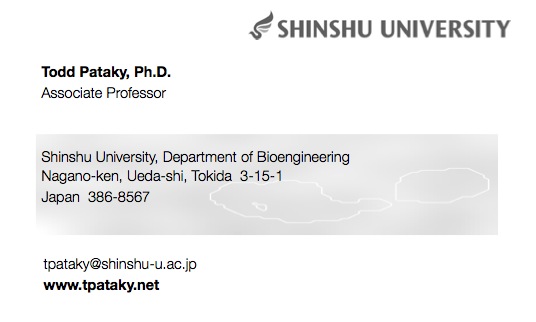 SHINSHU UNIVERSITY
Todd Pataky, Ph.D.
Associate Professor
Shinshu University, Department of Bioengineering
Nagano-ken, Ueda-shi, Tokida 3-15-1
Japan 386-8567
tpataky@shinshu-u.ac.jp
www.tpataky.net